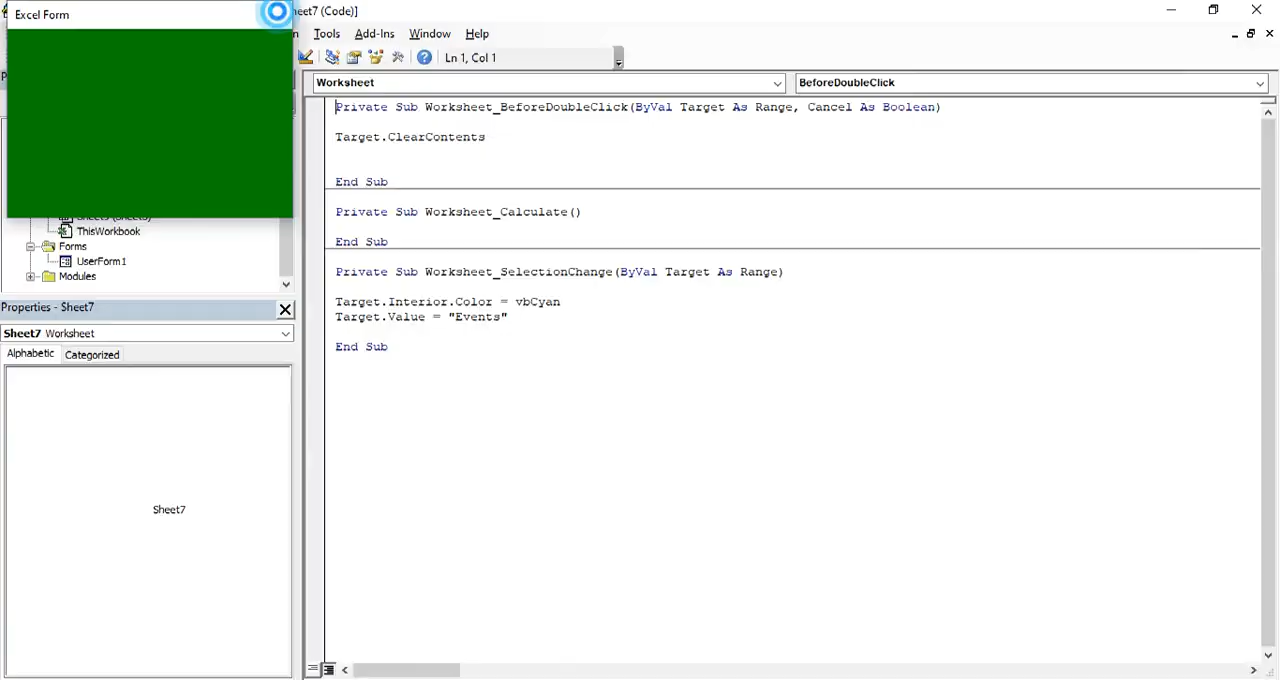 Excel Form
eet7 (Code)]
n Tools Add-Ins Window Help
Ln 1, Col 1
Worksheet
BeforeDoubleClick
Private Sub Worksheet_BeforeDoubleClick(ByVal Target As Range, Cancel As Boolean)
Target.ClearContents
End Sub
Private Sub Worksheet_Calculate()
End Sub
Private Sub Worksheet_SelectionChange(ByVal Target As Range)
Target.Interior.Color = vbCyan
Target.Value = "Events"
End Sub
ThisWorkbook
Forms
UserForm1
Modules
Properties - Sheet7
Sheet7 Worksheet
Alphabetic Categorized
Sheet7